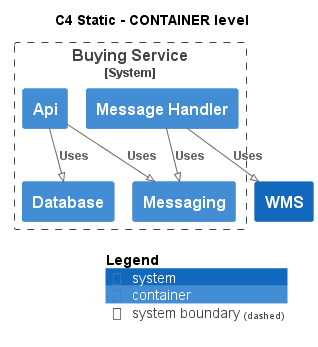 C4 Static - CONTAINER level
Buying Service
[System]
Api
Message Handler
Uses
Uses
Uses
Uses
Database
Messaging
WMS
Legend
system
container
system boundary (dashed)